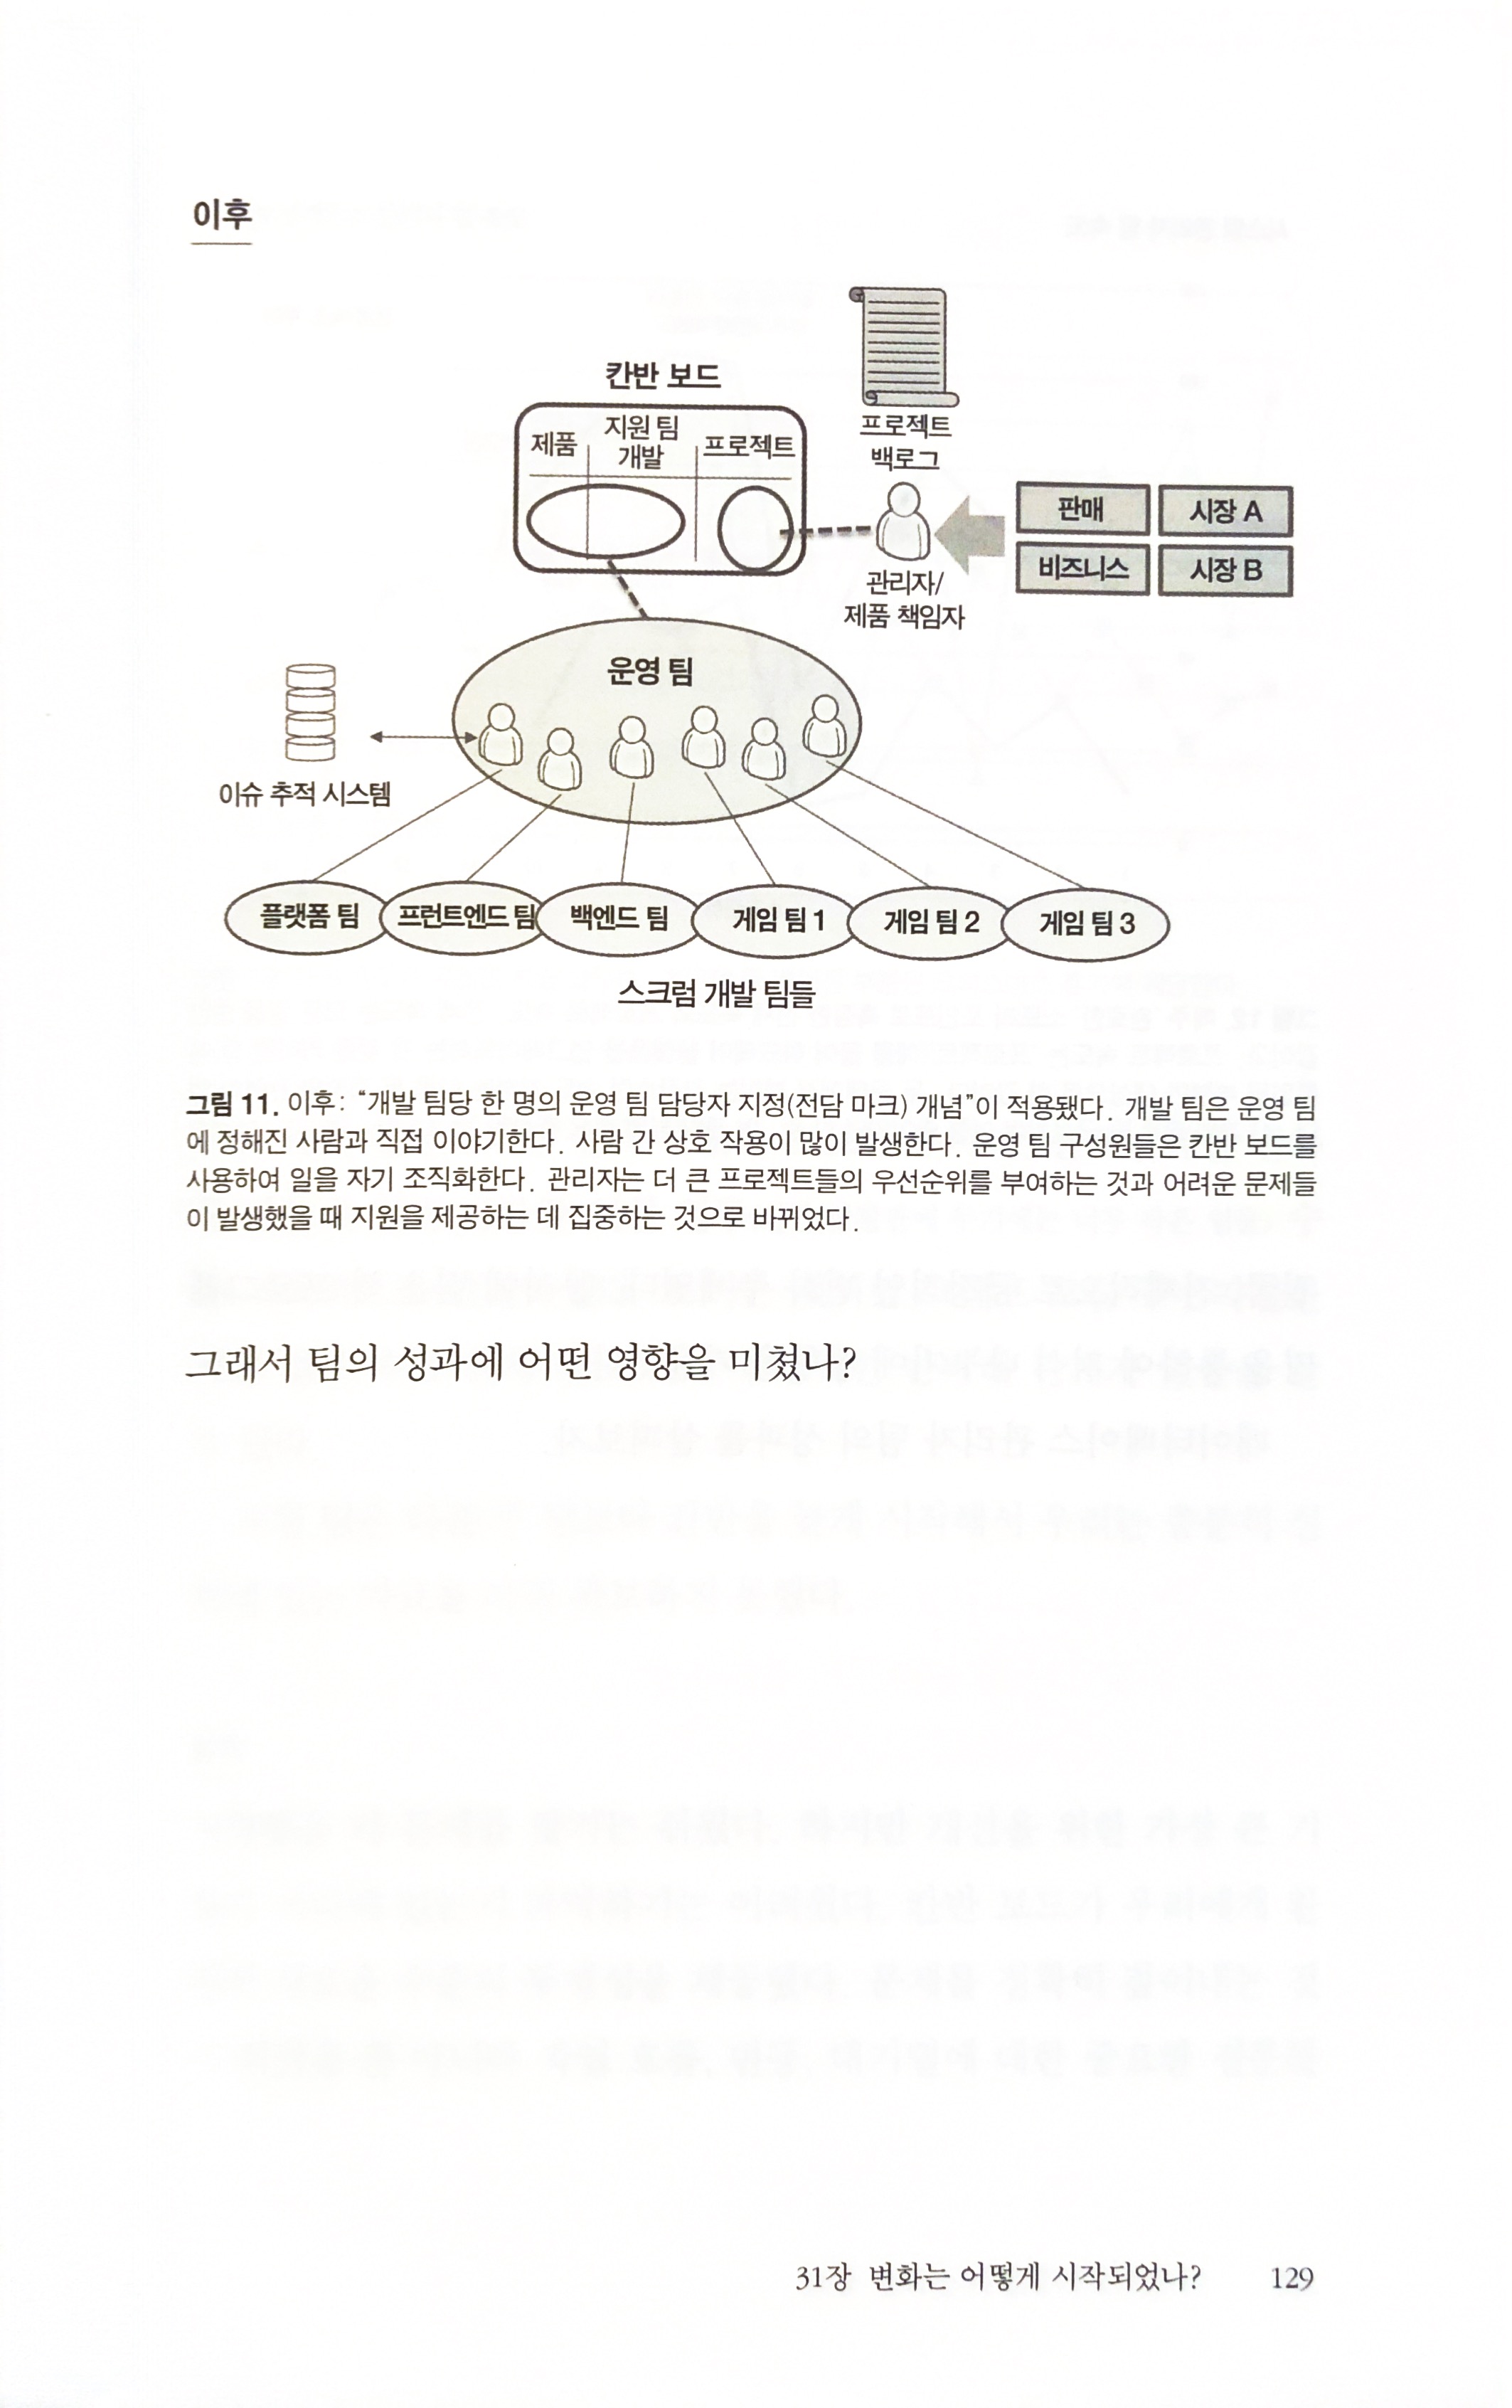 이후
칸반 보드
제품
지원 팀
개발
프로젝트
프로젝트
백로그
판매
시장 A
비즈니스
시장 B
관리자/
제품 책임자
운영 팀
이슈 추적 시스템
플랫폼 팀
프런트엔드 팀
백엔드 팀
게임 팀 1
게임 팀 2
게임 팀 3
스크럼 개발 팀들
그림 11. 이후: “개발 팀당 한 명의 운영 팀 담당자 지정(전담 마크) 개념”이 적용됐다. 개발 팀은 운영 팀
에 정해진 사람과 직접 이야기한다. 사람 간 상호 작용이 많이 발생한다. 운영 팀 구성원들은 칸반 보드를
사용하여 일을 자기 조직화한다. 관리자는 더 큰 프로젝트들의 우선순위를 부여하는 것과 어려운 문제들
이 발생했을 때 지원을 제공하는 데 집중하는 것으로 바뀌었다.
그래서 팀의 성과에 어떤 영향을 미쳤나?
31장 변화는 어떻게 시작되었나? 129